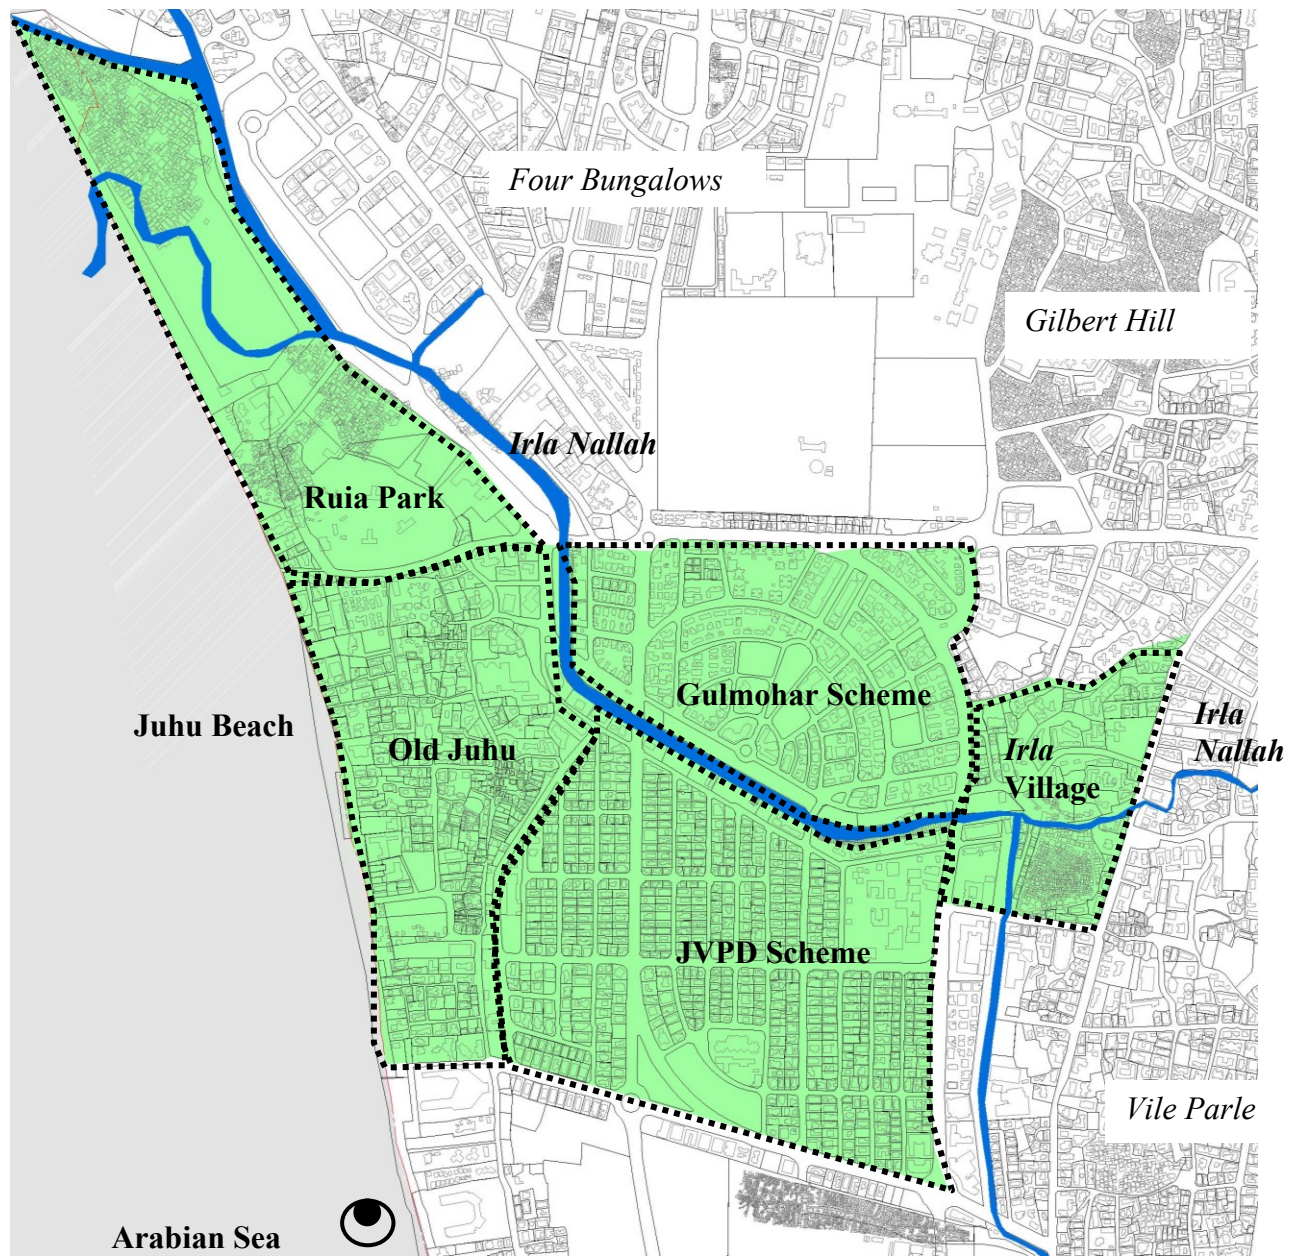 Four Bungalows
Gilbert Hill
Irla Nallah
Ruia Park
Gulmohar Scheme
Juhu Beach
Old Juhu
Irla
Village
Irla
Nallah
JVPD Scheme
Vile Parle
Arabian Sea